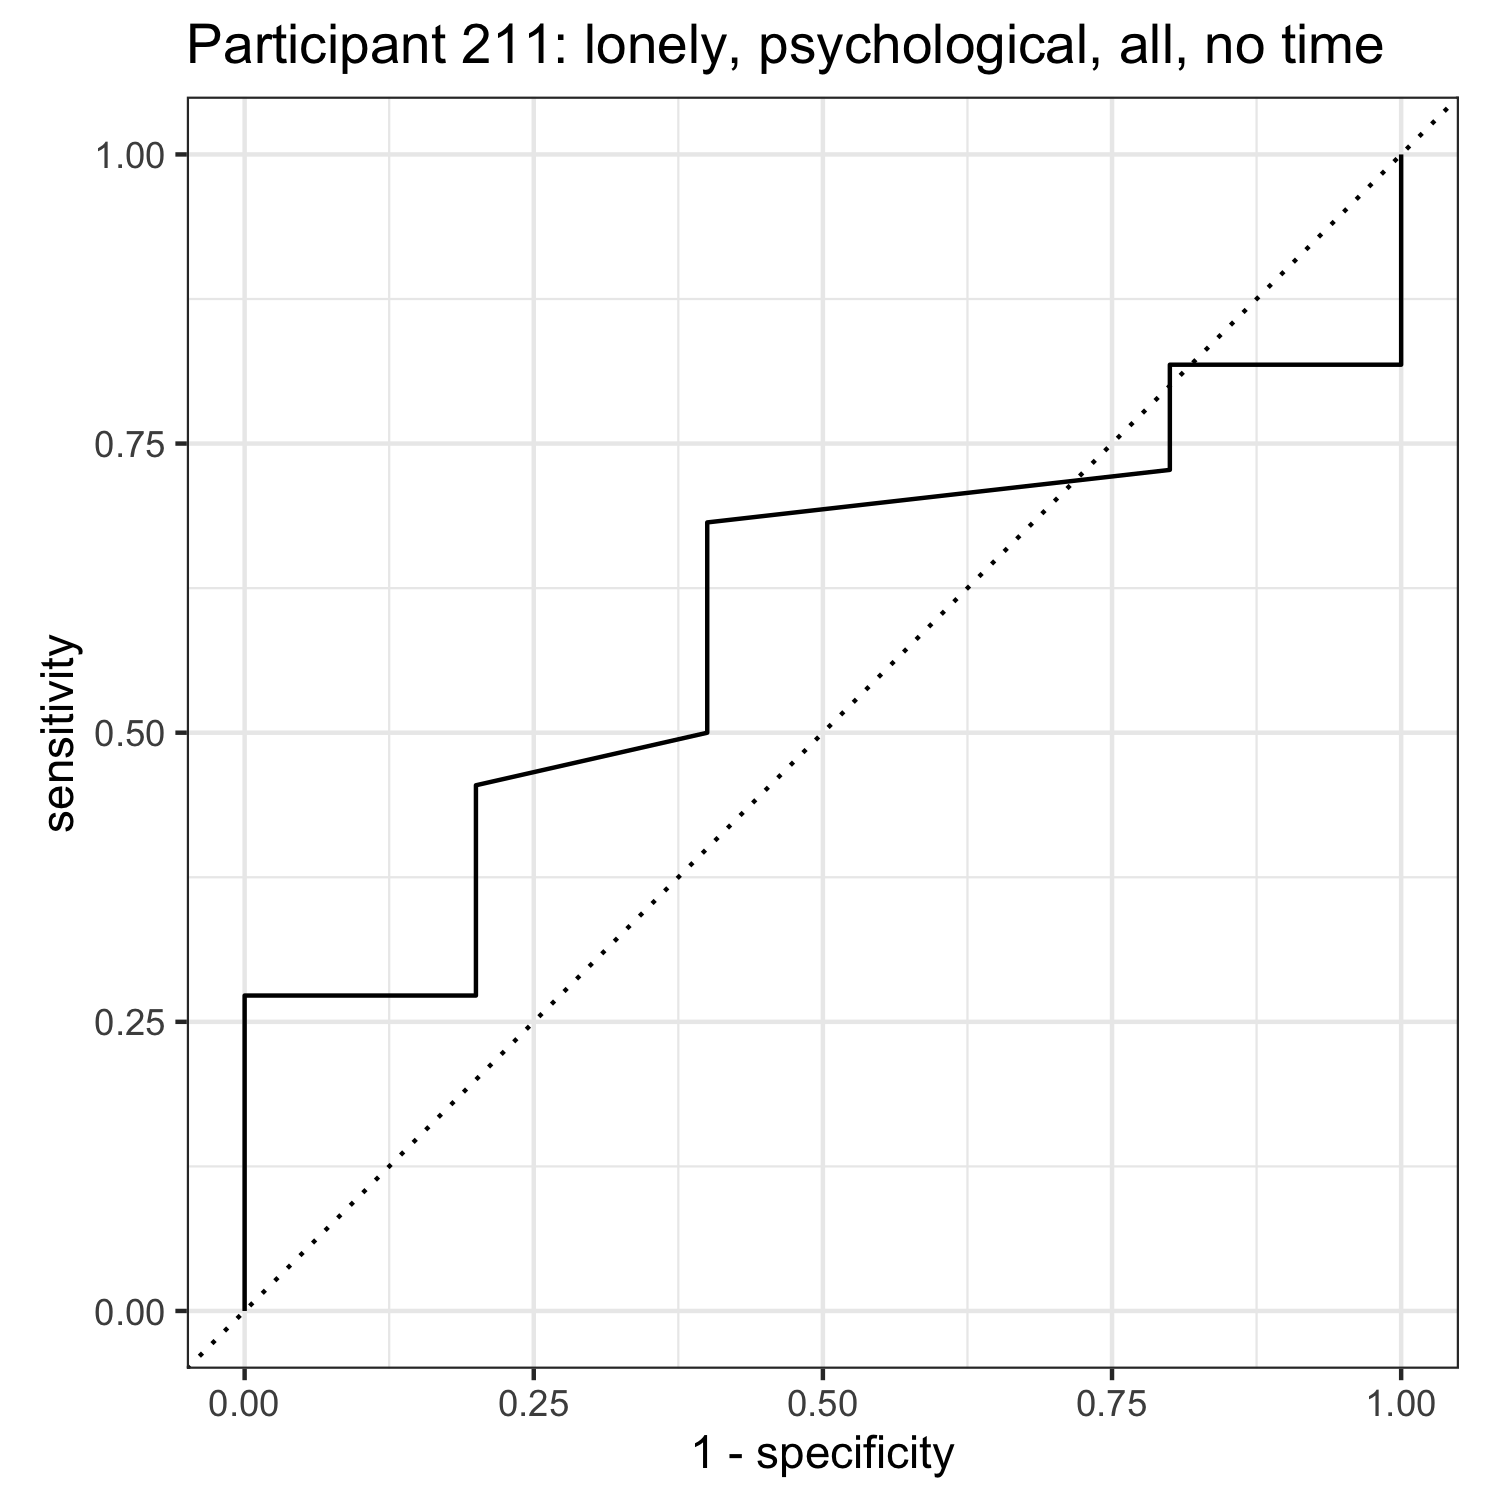 Participant 211: lonely, psychological, all, no time
1.00
0.75
0.50
0.25
0.00
sensitivity
0.00 0.25 0.50 0.75 1.00
1 - specificity